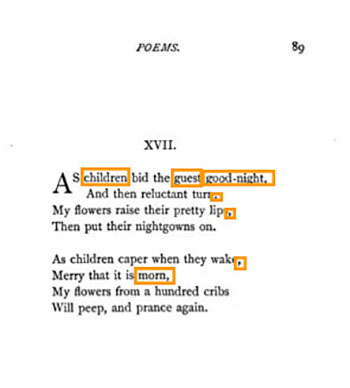 POEMS. 89
XVII.
AS children bid the guest good-night,
And then reluctant turn,
My flowers raise their pretty lips,
Then put their nightgowns on.
As children caper when they wake,
Merry that it is morn,
My flowers from a hundred cribs
Will peep, and prance again.